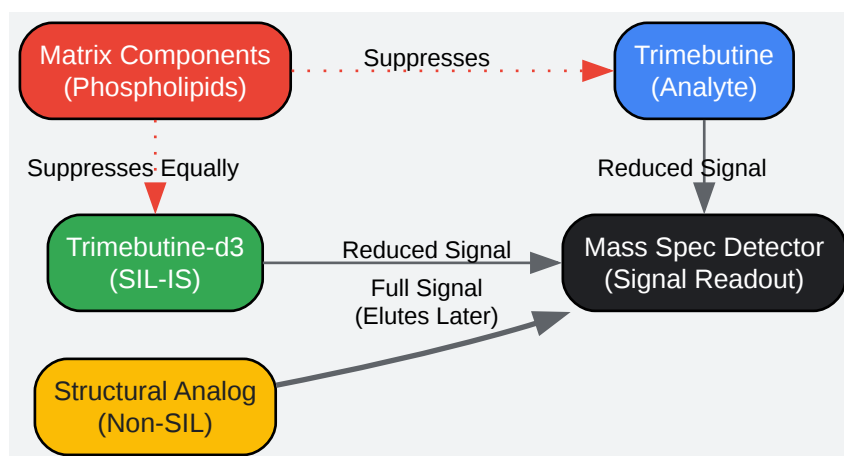 Matrix Components
(Phospholipids)
Suppresses
Trimebutine
(Analyte)
Suppresses Equally
Reduced Signal
Trimebutine-d3
(SIL-IS)
Reduced Signal
Mass Spec Detector
(Signal Readout)
Full Signal
(Elutes Later)
Structural Analog
(Non-SIL)